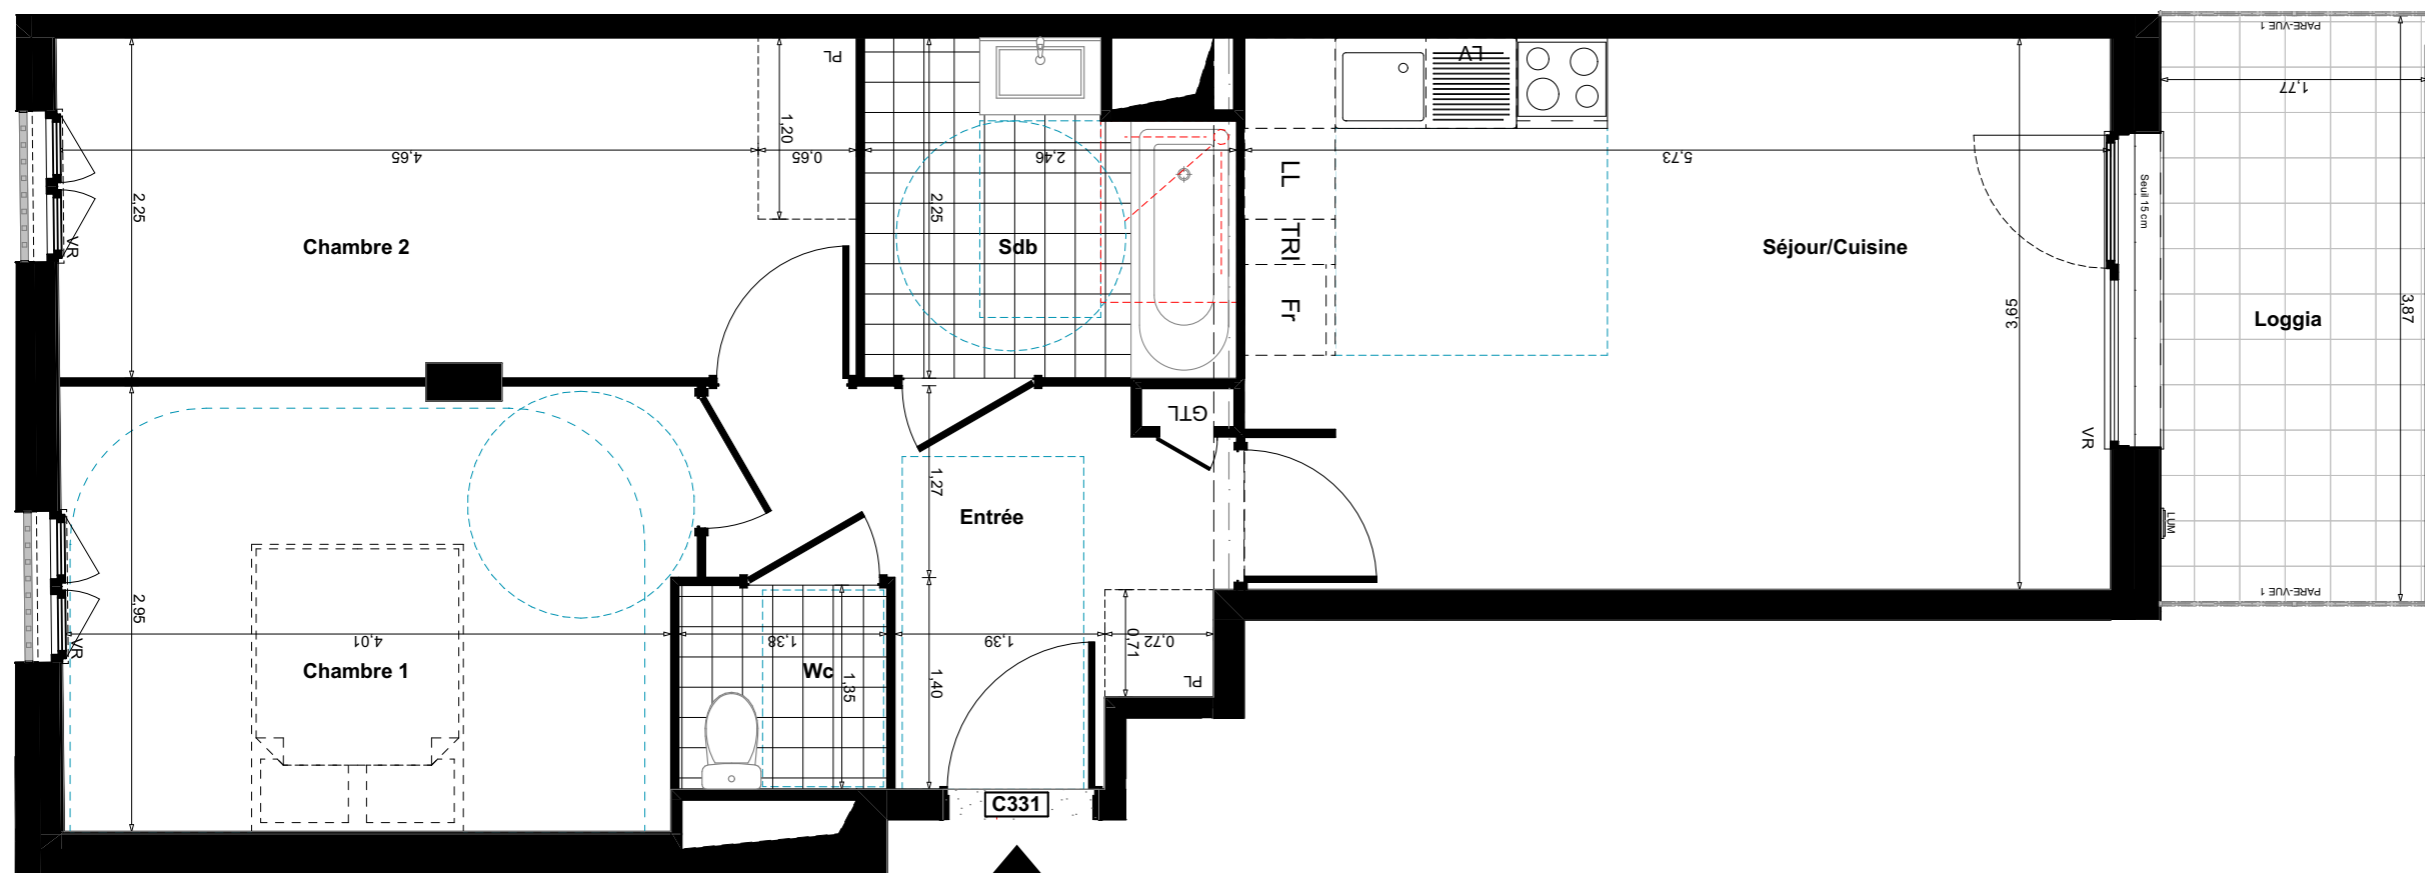 PARE-VUE 1
PL
LV
1,77
1,20
4,65
0,65
2,46
5,73
LL
Seuil 15 cm
2,25
2,25
VR
Chambre 2
Sdb
TRI
Séjour/Cuisine
Fr
3,65
Loggia
3,87
GTL
VR
1,27
Entrée
LUM
2,95
PARE-VUE 1
4,01
VR
1,38
1,39
0,71
0,72
Chambre 1
Wc
1,35
1,40
PL
C331